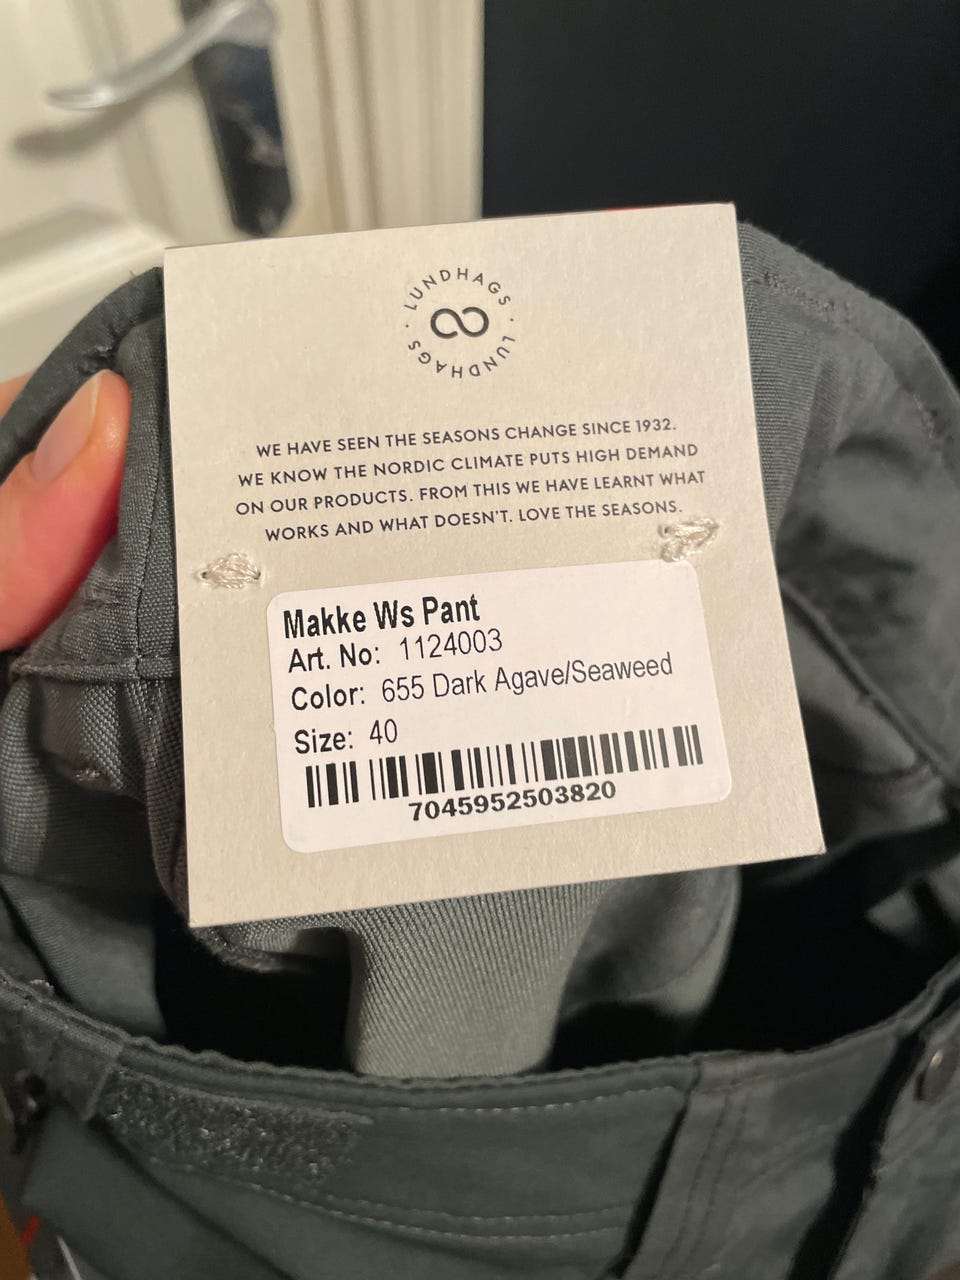 LUNDHAGS · LUNDHAGS ·
WE HAVE SEEN THE SEASONS CHANGE SINCE 1932.
WE KNOW THE NORDIC CLIMATE PUTS HIGH DEMAND
ON OUR PRODUCTS. FROM THIS WE HAVE LEARNT WHAT
WORKS AND WHAT DOESN'T. LOVE THE SEASONS.
Makke Ws Pant
Art. No: 1124003
Color: 655 Dark Agave/Seaweed
Size: 40
7045952503820